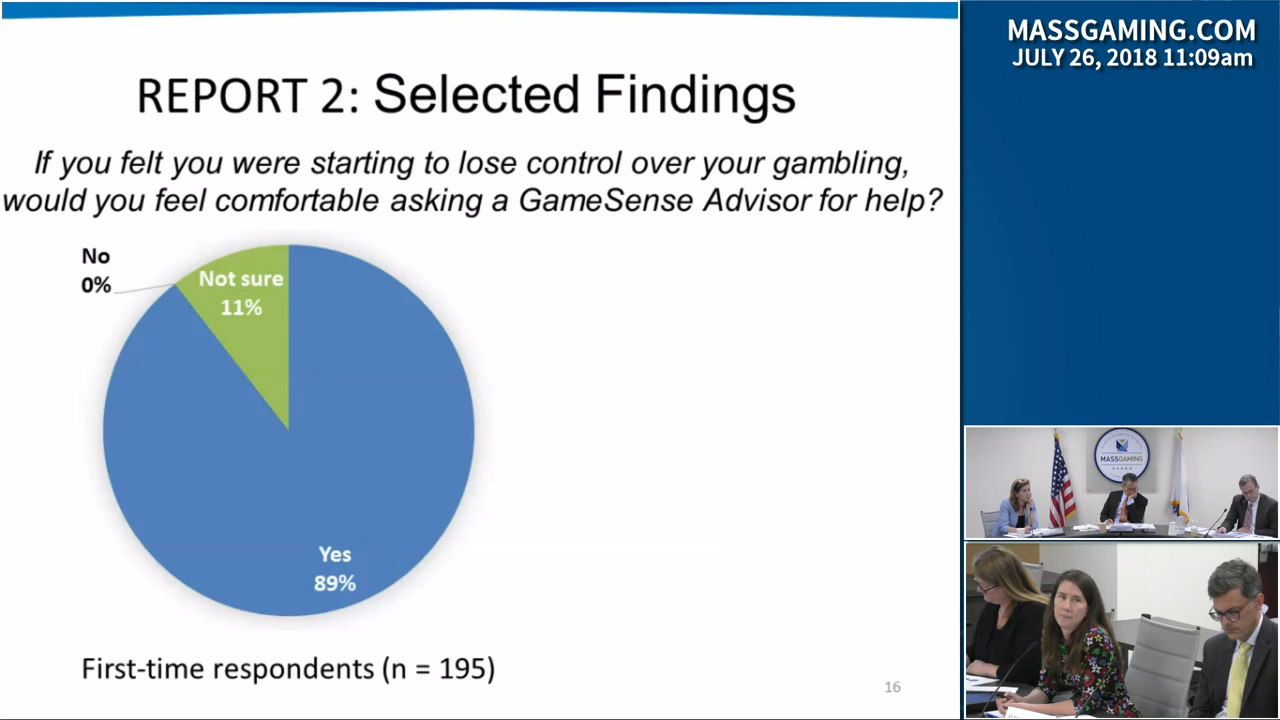 REPORT 2: Selected Findings
If you felt you were starting to lose control over your gambling,
would you feel comfortable asking a GameSense Advisor for help?
No
0%
Not sure
11%
Yes
89%
First-time respondents (n = 195)
16
MASSGAMING.COM
JULY 26, 2018 11:09am
MASSGAMING